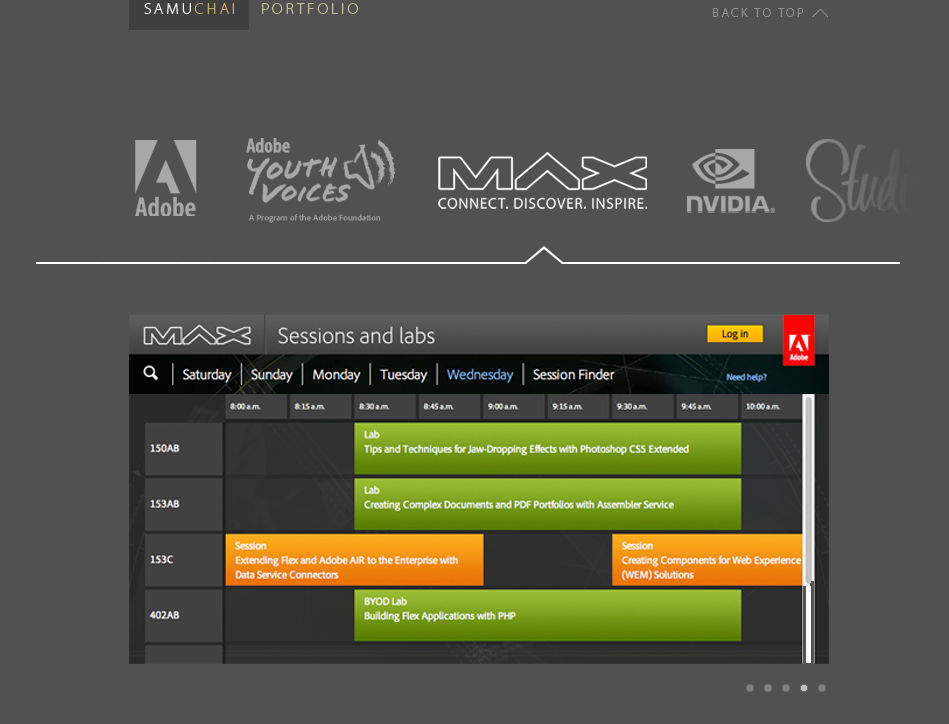 SAMUCHAI PORTFOLIO
BACK TO TOP
Adobe
Adobe
YOUTH
VOICES
A Program of the Adobe Foundation
MAX
CONNECT. DISCOVER. INSPIRE.
NVIDIA.
MAX Sessions and labs
Log in
Adobe
Saturday Sunday Monday Tuesday Wednesday Session Finder
Need help?
8:00 a.m. 8:15 a.m. 8:30 a.m. 8:45 a.m. 9:00 a.m. 9:15 a.m. 9:30 a.m. 9:45 a.m. 10:00 a.m.
150AB
Lab
Tips and Techniques for Jaw-Dropping Effects with Photoshop CS5 Extended
153AB
Lab
Creating Complex Documents and PDF Portfolios with Assembler Service
153C
Session
Extending Flex and Adobe AIR to the Enterprise with
Data Service Connectors
Session
Creating Components for Web Experience
(WEM) Solutions
402AB
BYOD Lab
Building Flex Applications with PHP